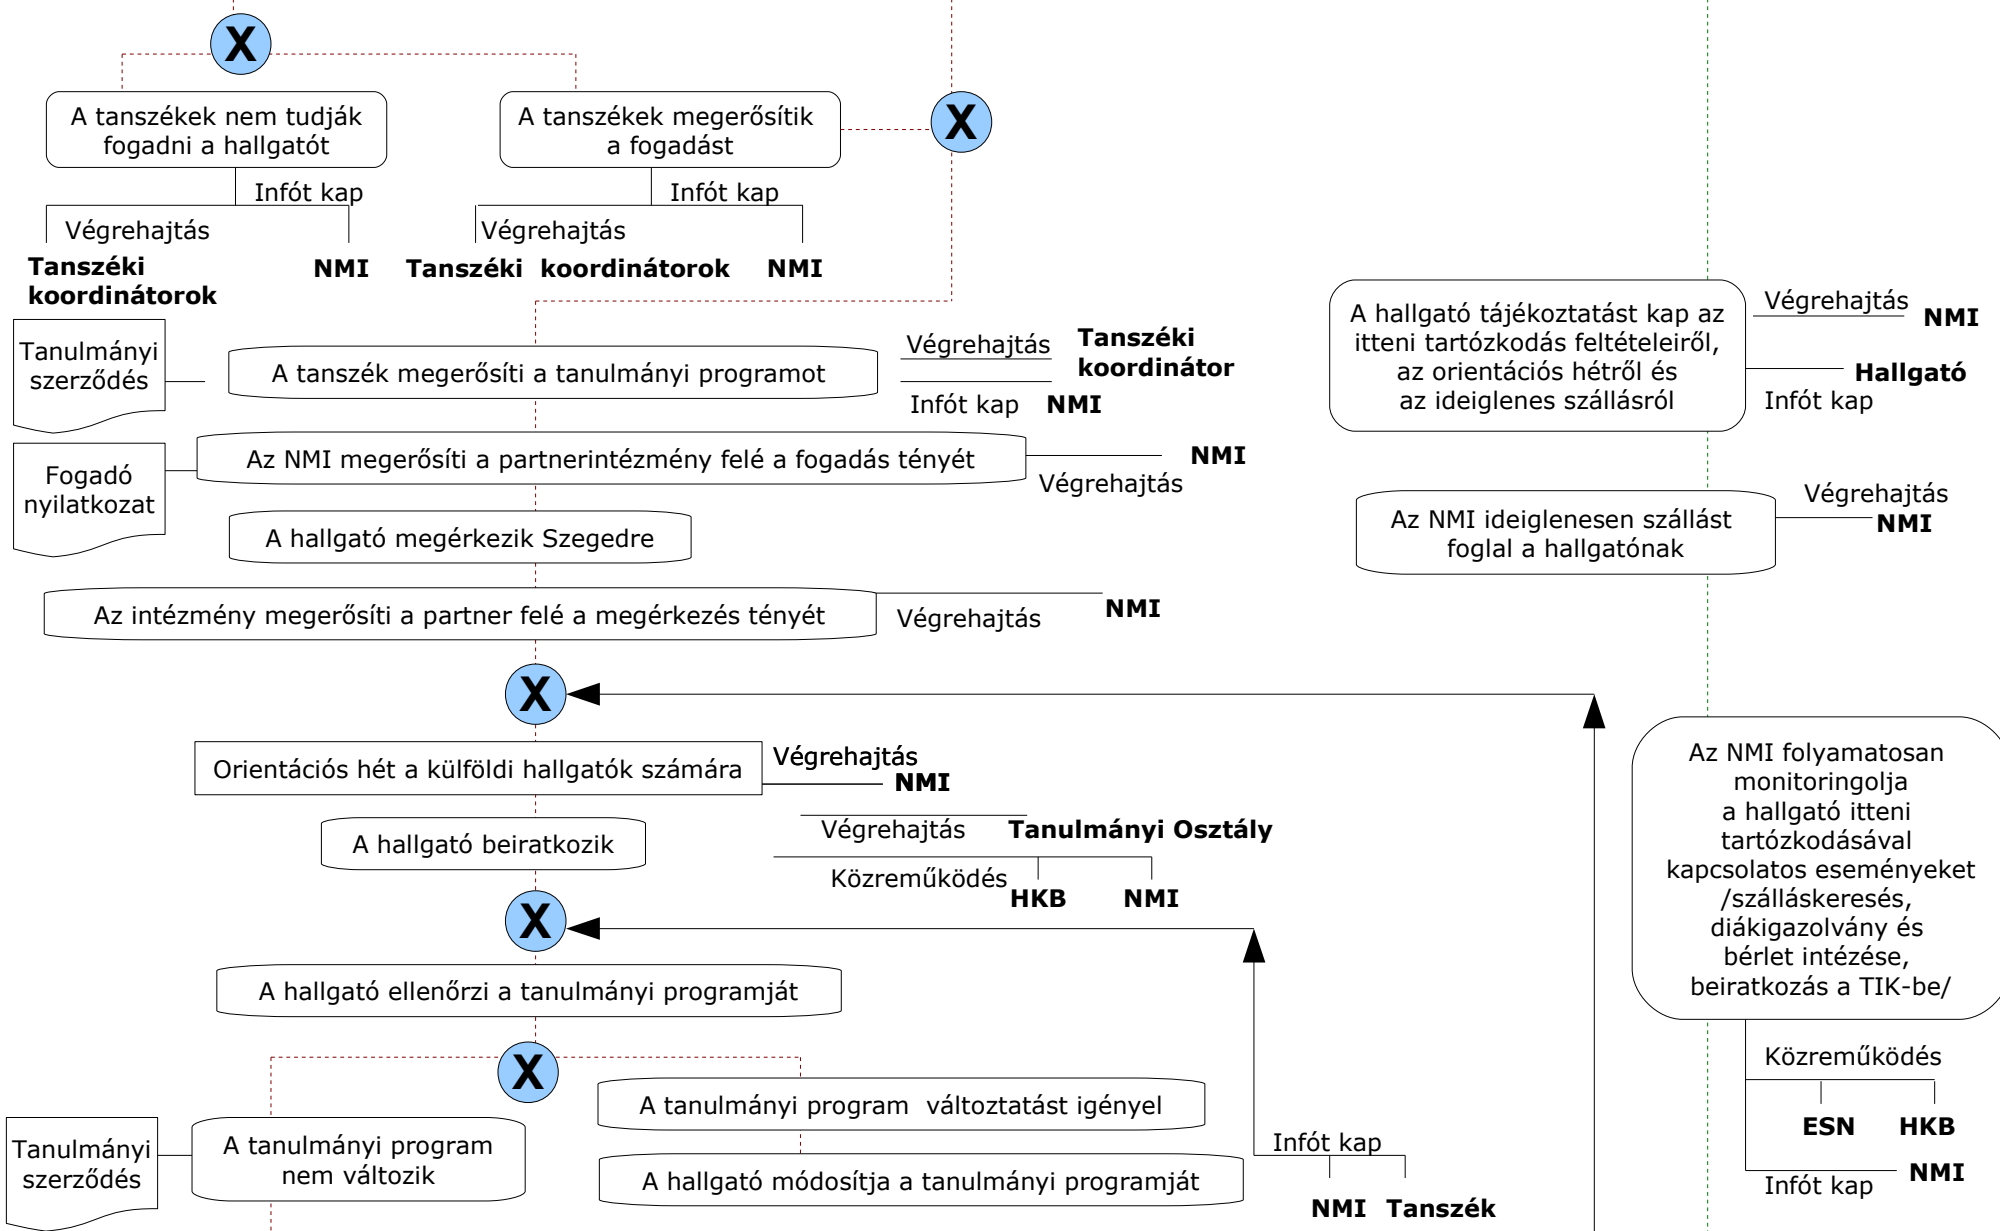 X
A tanszékek nem tudják
fogadni a hallgatót
A tanszékek megerősítik
a fogadást
X
Infót kap
Infót kap
Végrehajtás
Végrehajtás
Tanszéki
koordinátorok
NMI
Tanszéki koordinátorok
NMI
Tanulmányi
szerződés
A tanszék megerősíti a tanulmányi programot
Végrehajtás
Tanszéki
koordinátor
Infót kap
NMI
A hallgató tájékoztatást kap az
itteni tartózkodás feltételeiről,
az orientációs hétről és
az ideiglenes szállásról
Végrehajtás
NMI
Hallgató
Infót kap
Fogadó
nyilatkozat
Az NMI megerősíti a partnerintézmény felé a fogadás tényét
NMI
Végrehajtás
A hallgató megérkezik Szegedre
Az NMI ideiglenesen szállást
foglal a hallgatónak
Végrehajtás
NMI
Az intézmény megerősíti a partner felé a megérkezés tényét
Végrehajtás
NMI
X
Orientációs hét a külföldi hallgatók számára
Végrehajtás
NMI
A hallgató beiratkozik
Végrehajtás
Tanulmányi Osztály
Közreműködés
HKB
NMI
X
Az NMI folyamatosan
monitoringolja
a hallgató itteni
tartózkodásával
kapcsolatos eseményeket
/szálláskeresés,
diákigazolvány és
bérlet intézése,
beiratkozás a TIK-be/
A hallgató ellenőrzi a tanulmányi programját
X
Közreműködés
ESN
HKB
Infót kap
NMI
Tanulmányi
szerződés
A tanulmányi program
nem változik
A tanulmányi program változtatást igényel
A hallgató módosítja a tanulmányi programját
Infót kap
NMI
Tanszék